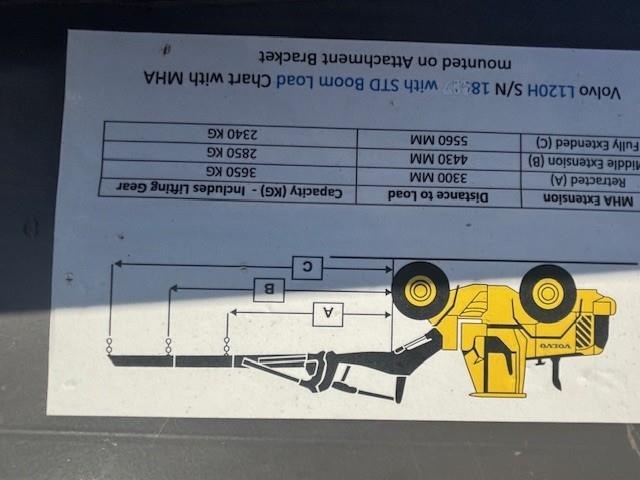 VOLVO
A
B
C
MHA Extension Distance to Load Capacity (KG) - Includes Lifting Gear
Retracted (A) 3300 MM 3650 KG
Middle Extension (B) 4430 MM 2850 KG
Fully Extended (C) 5560 MM 2340 KG
Volvo L120H S/N with STD Boom Load Chart with MHA
mounted on Attachment Bracket